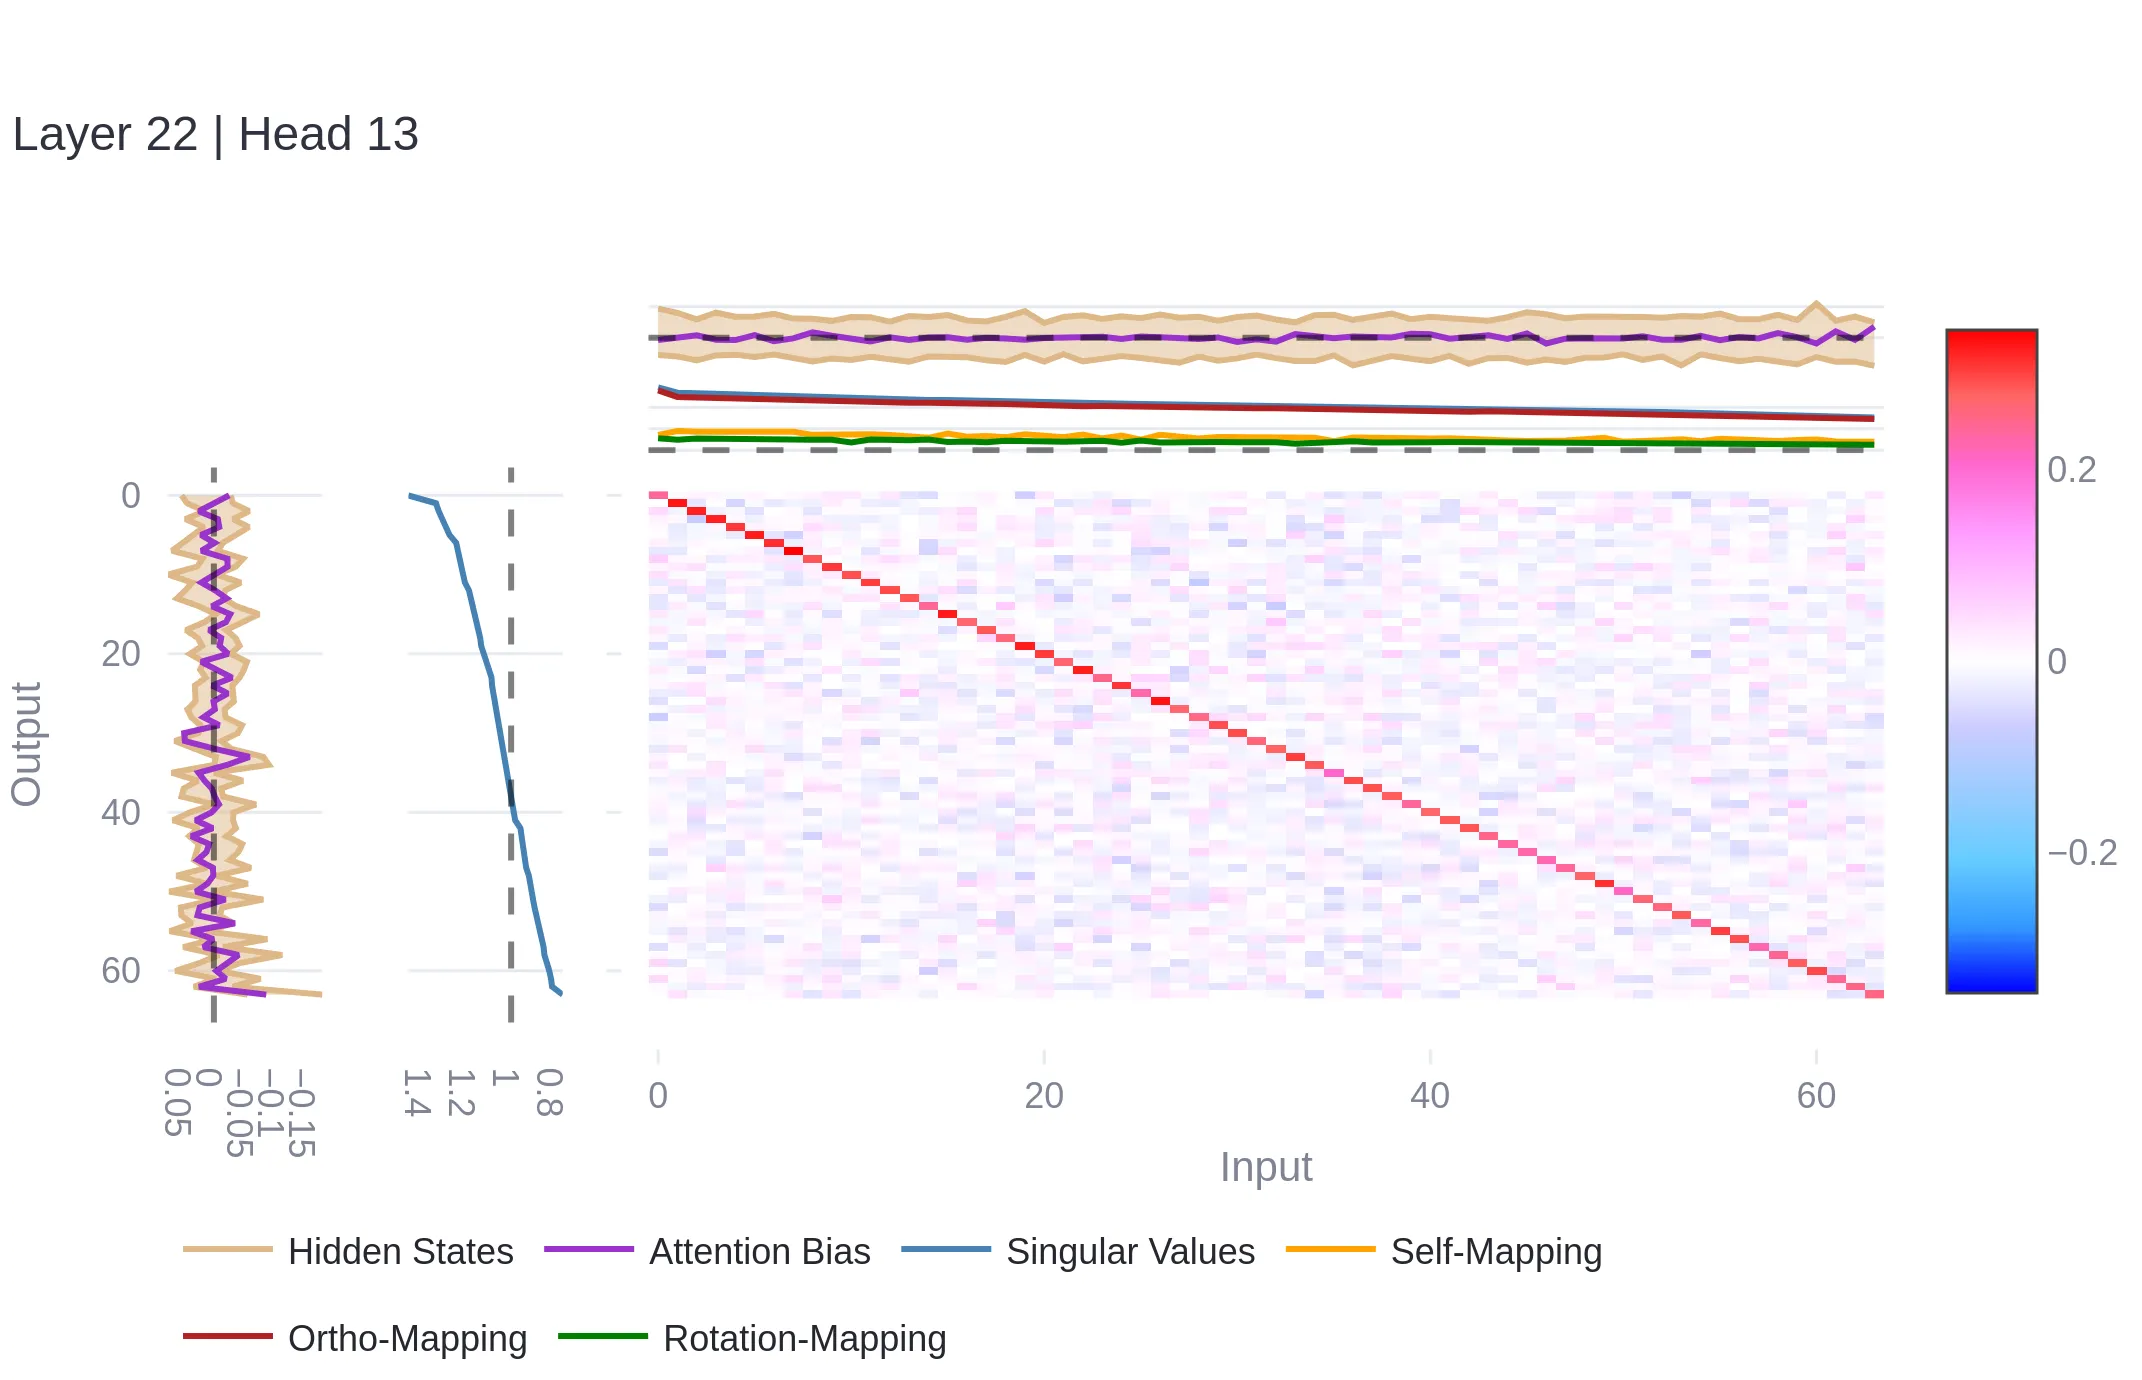 Layer 22 | Head 13
0
20
40
60
Output
0.2
0
−0.2
0.05
0
−0.05
−0.1
−0.15
1.4
1.2
1
0.8
0
20
40
60
Input
Hidden States
Attention Bias
Singular Values
Self-Mapping
Ortho-Mapping
Rotation-Mapping